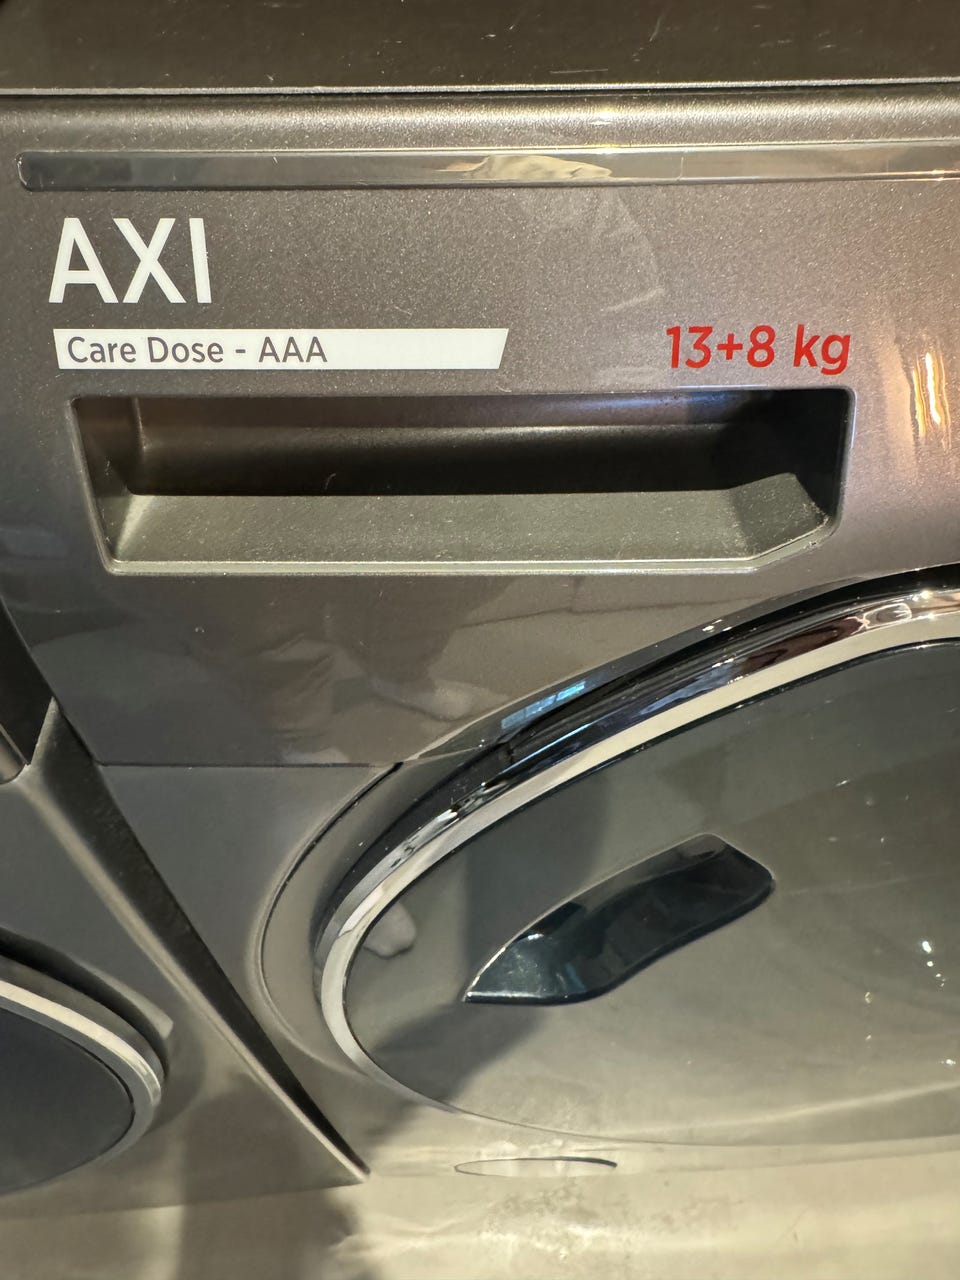 AXI
Care Dose - AAA
13+8 kg